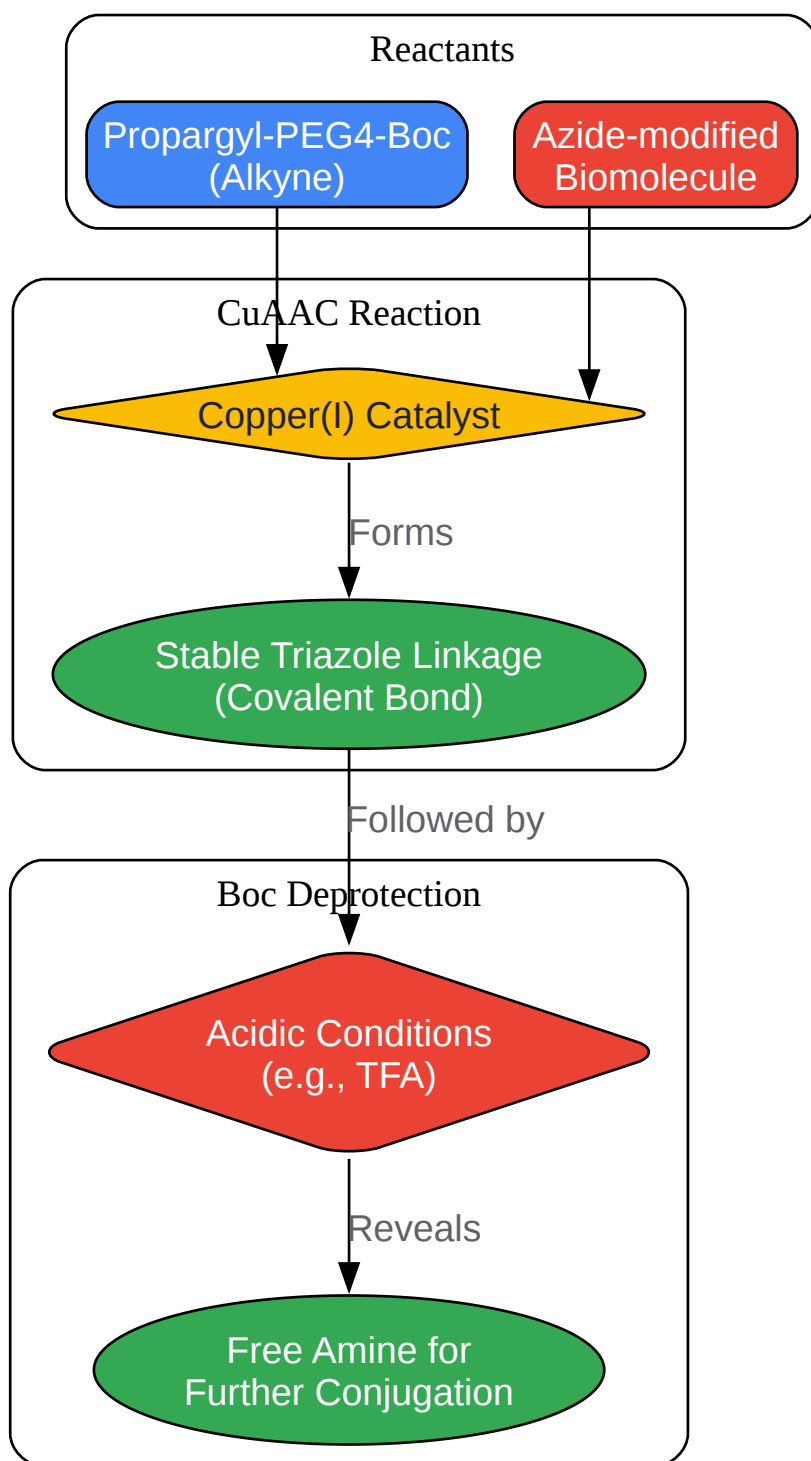 Reactants
Propargyl-PEG4-Boc
(Alkyne)
Azide-modified
Biomolecule
CuAAC Reaction
Copper(I) Catalyst
Forms
Stable Triazole Linkage
(Covalent Bond)
Followed by
Boc Deprotection
Acidic Conditions
(e.g., TFA)
Reveals
Free Amine for
Further Conjugation